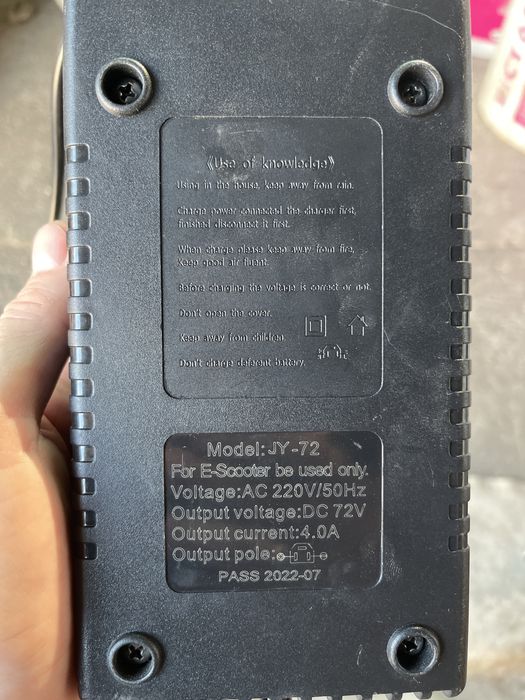 《Use of knowledge》
Using in the house, keep away from rain.
Charge power connected the charger first,
finished disconnect it first.
When charge please keep away from fire,
keep good air fluent.
Before charging the voltage is correct or not.
Don't open the cover.
Keep away from children.
Don't charge deferent battery.
Model:JY-72
For E-Scooter be used only.
Voltage:AC 220V/50Hz
Output voltage:DC 72V
Output current:4.0A
Output pole:
PASS 2022-07